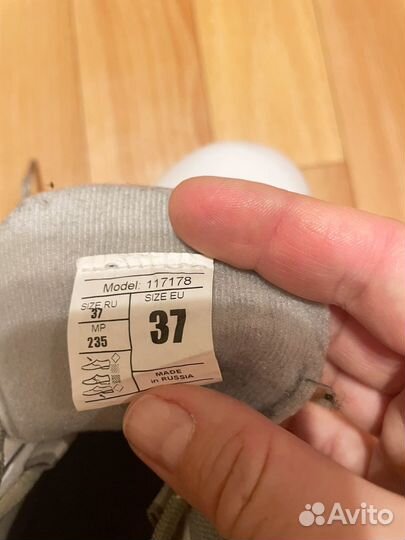 Model: 117178
SIZE RU
37
MP
235
SIZE EU
37
MADE
in RUSSIA
Avito